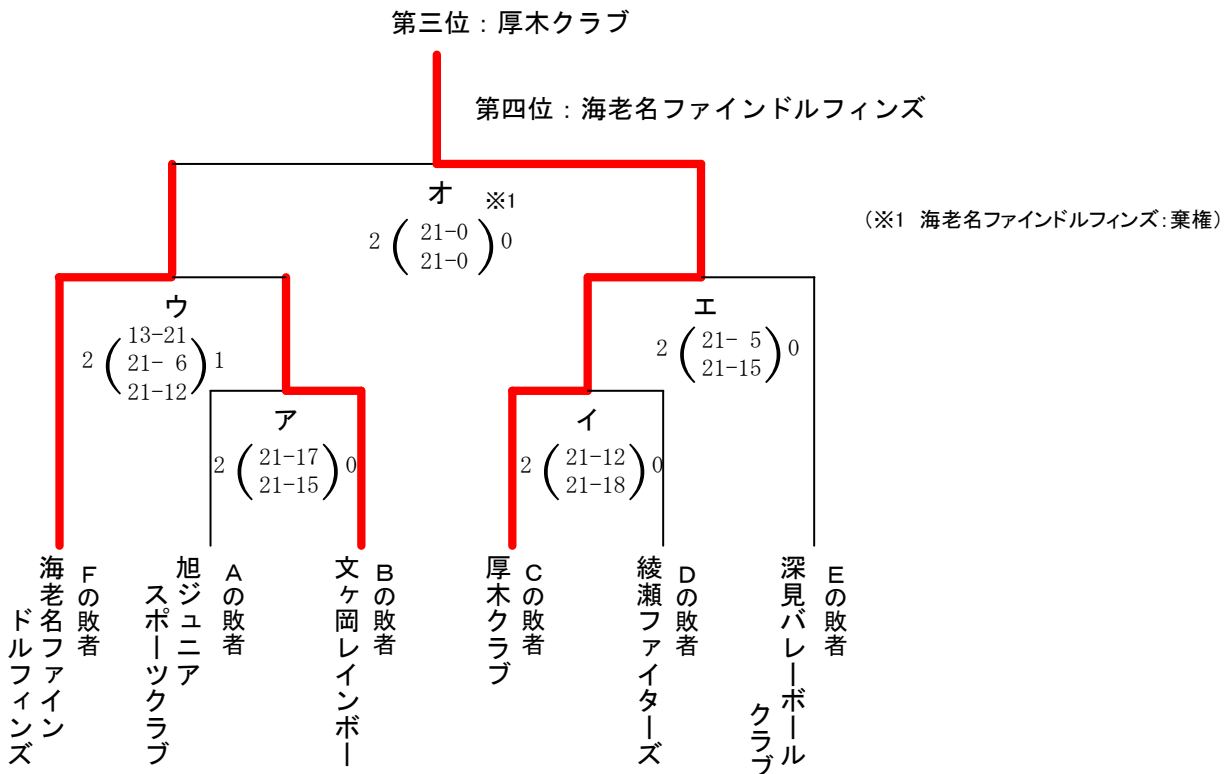 第三位：厚木クラブ
第四位：海老名ファインドルフィンズ
オ ※1
2 ( 21-0 ) 0
21-0
(※1 海老名ファインドルフィンズ:棄権)
ウ
13-21
2 ( 21- 6 ) 1
21-12
エ
2 ( 21- 5 ) 0
21-15
ア
2 ( 21-17 ) 0
21-15
イ
2 ( 21-12 ) 0
21-18
Fの敗者
海老名ファイン
ドルフィンズ
Aの敗者
旭ジュニア
スポーツクラブ
Bの敗者
文ヶ岡レインボー
Cの敗者
厚木クラブ
Dの敗者
綾瀬ファイターズ
Eの敗者
深見バレーボール
クラブ